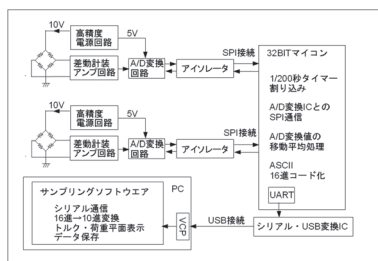 10V
高精度
電源回路
5V
差動計装
アンプ回路
A/D変換
回路
アイソレータ
SPI接続
10V
高精度
電源回路
5V
差動計装
アンプ回路
A/D変換
回路
アイソレータ
SPI接続
32BITマイコン
1/200秒タイマー
割り込み
A/D変換ICとの
SPI通信
A/D変換値の
移動平均処理
ASCII
16進コード化
UART
シリアル・USB変換IC
USB接続
PC
VCP
サンプリングソフトウエア
シリアル通信
16進→10進変換
トルク・荷重平面表示
データ保存